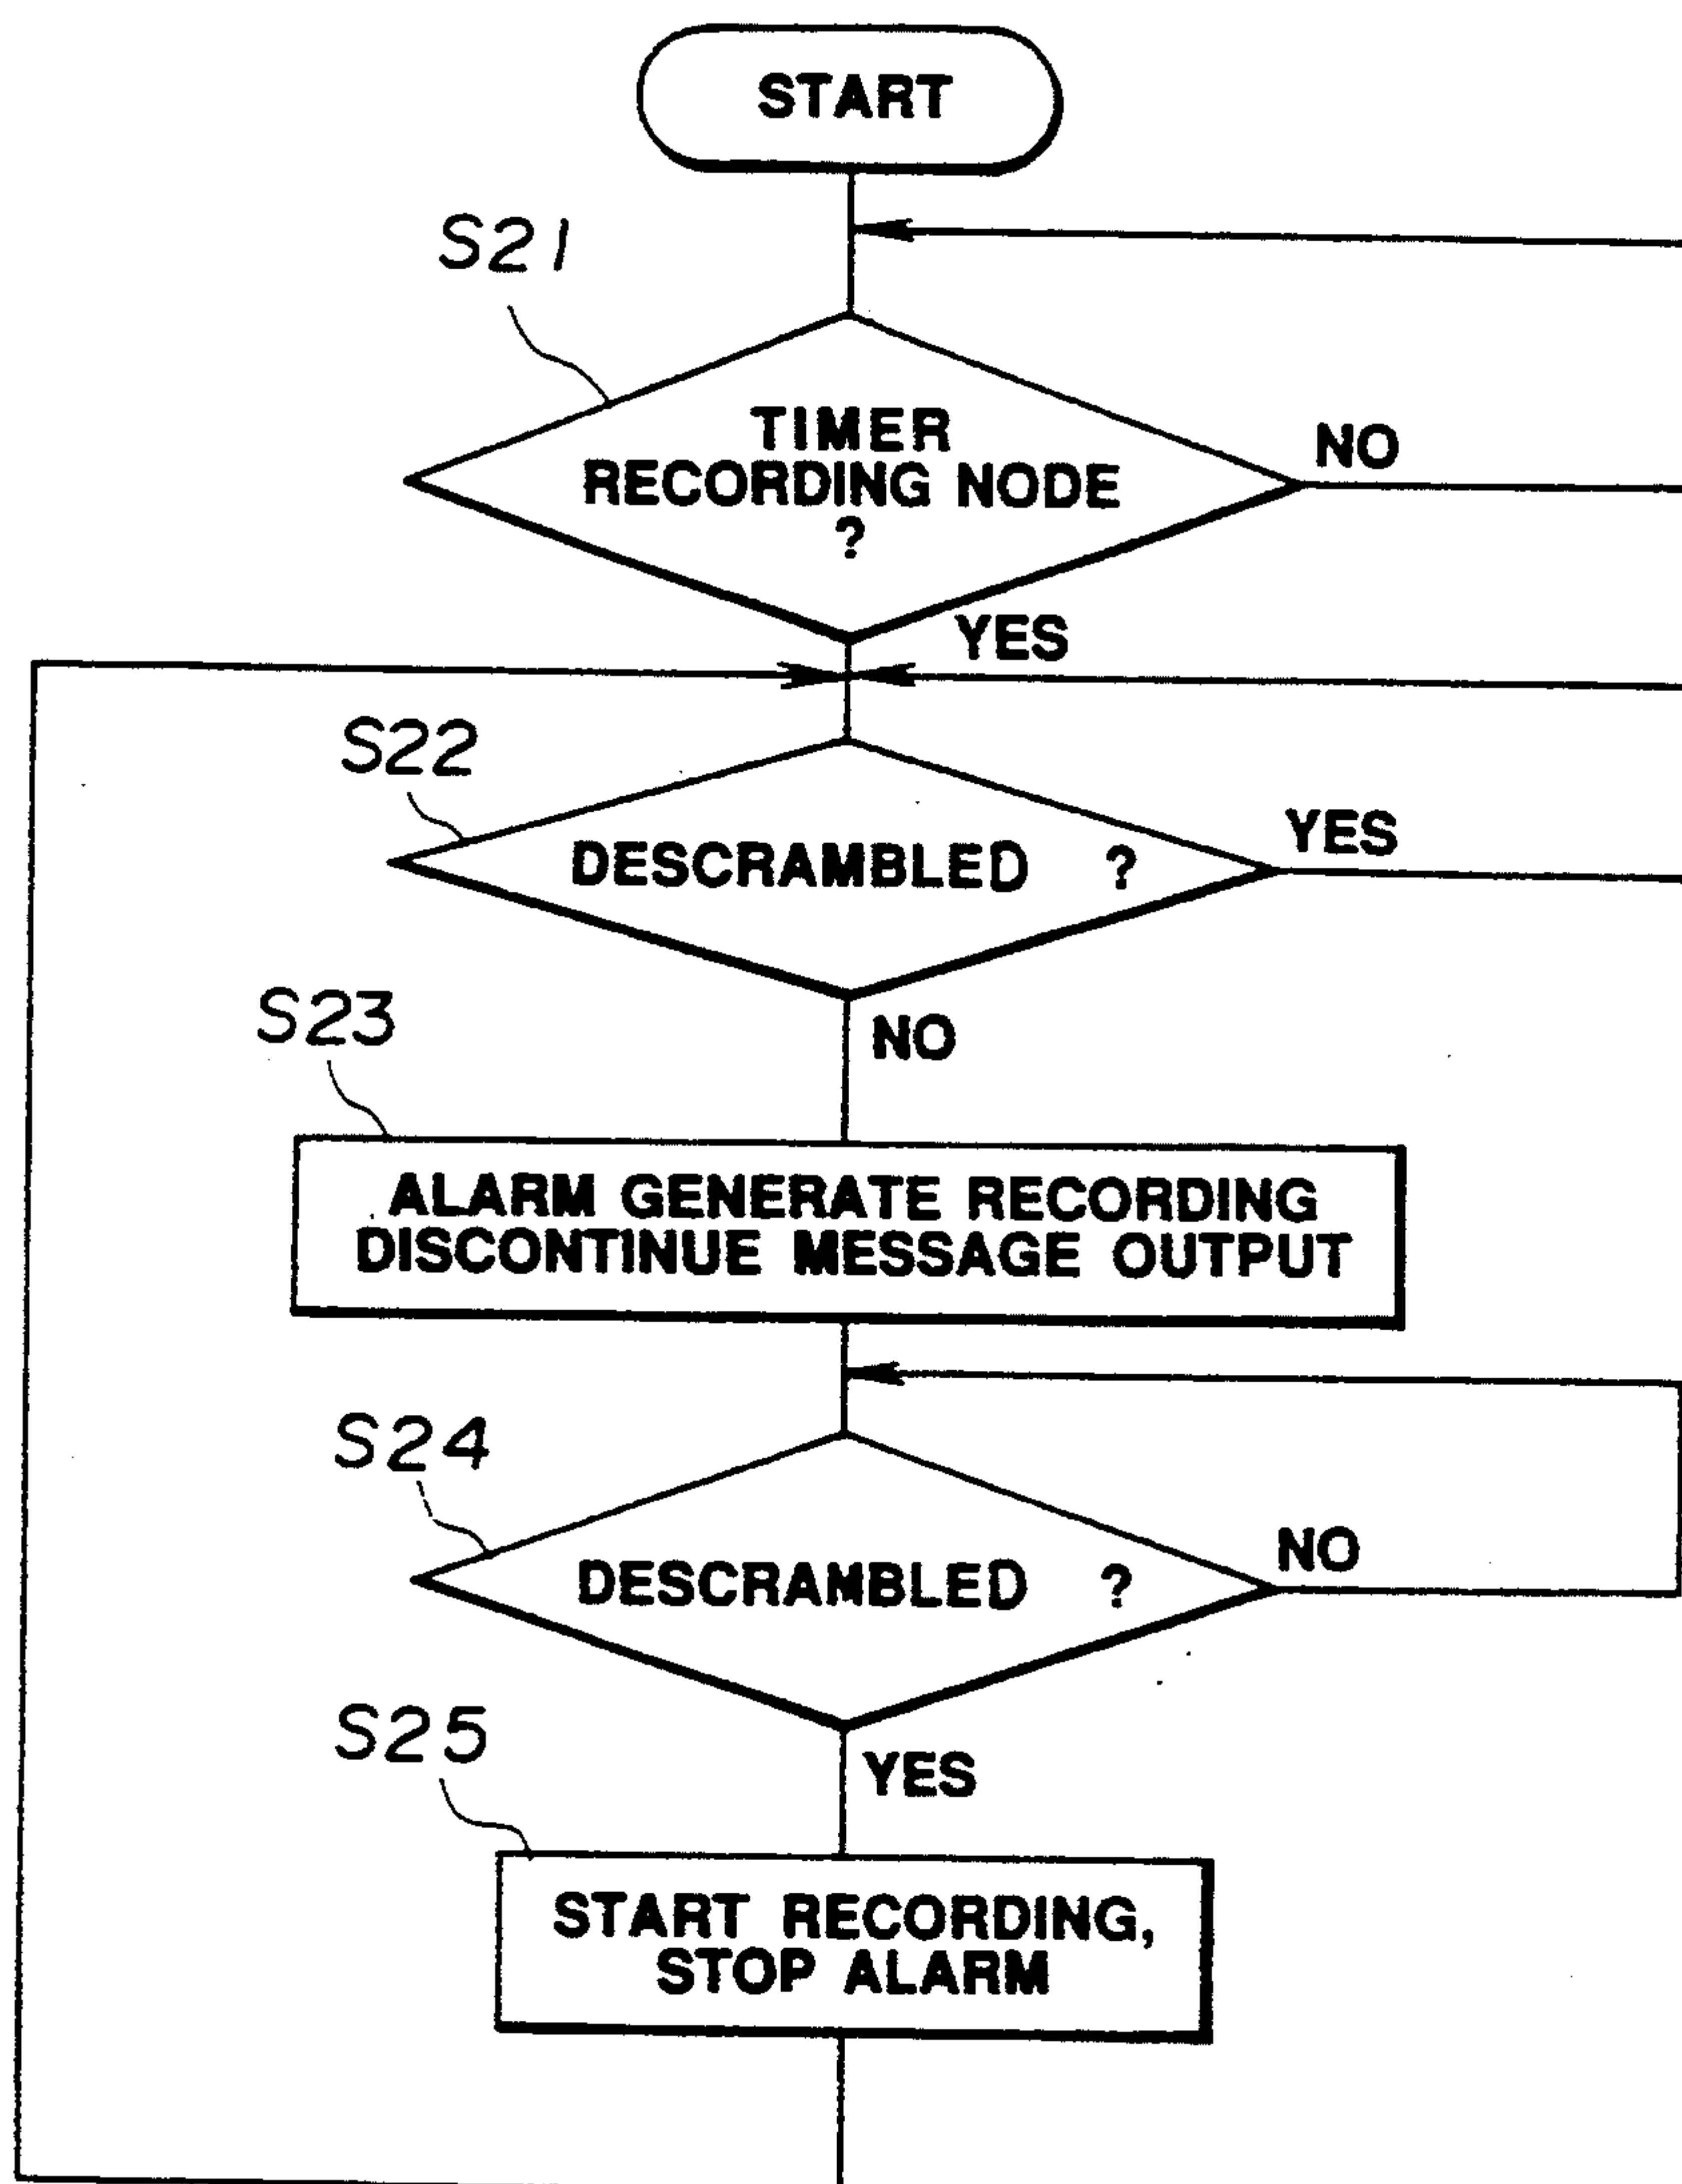 START
S21
TIMER
RECORDING NODE
?
NO
YES
S22
DESCRAMBLED ?
YES
NO
S23
ALARM GENERATE RECORDING
DISCONTINUE MESSAGE OUTPUT
S24
DESCRAMBLED ?
NO
YES
S25
START RECORDING,
STOP ALARM